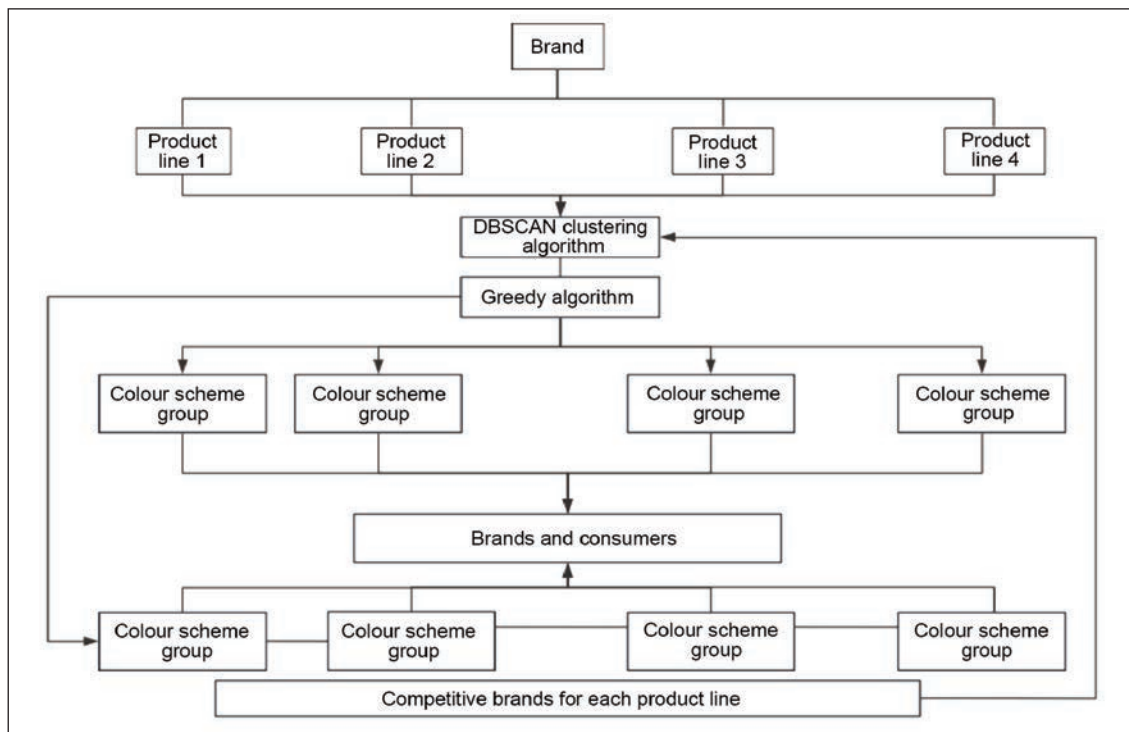 Brand
Product
line 1
Product
line 2
Product
line 3
Product
line 4
DBSCAN clustering
algorithm
Greedy algorithm
Colour scheme
group
Colour scheme
group
Colour scheme
group
Colour scheme
group
Brands and consumers
Colour scheme
group
Colour scheme
group
Colour scheme
group
Colour scheme
group
Competitive brands for each product line